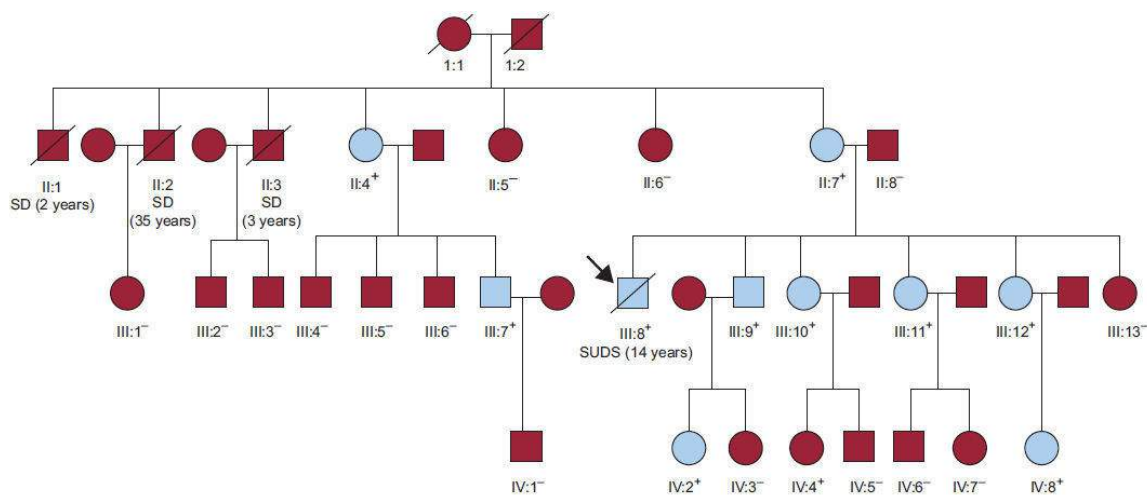 1:1
1:2
II:1
SD (2 years)
II:2
SD
(35 years)
II:3
SD
(3 years)
II:4+
II:5−
II:6−
II:7+
II:8−
III:1−
III:2−
III:3−
III:4−
III:5−
III:6−
III:7+
III:8+
SUDS (14 years)
III:9+
III:10+
III:11+
III:12+
III:13−
IV:1−
IV:2+
IV:3−
IV:4+
IV:5−
IV:6−
IV:7−
IV:8+